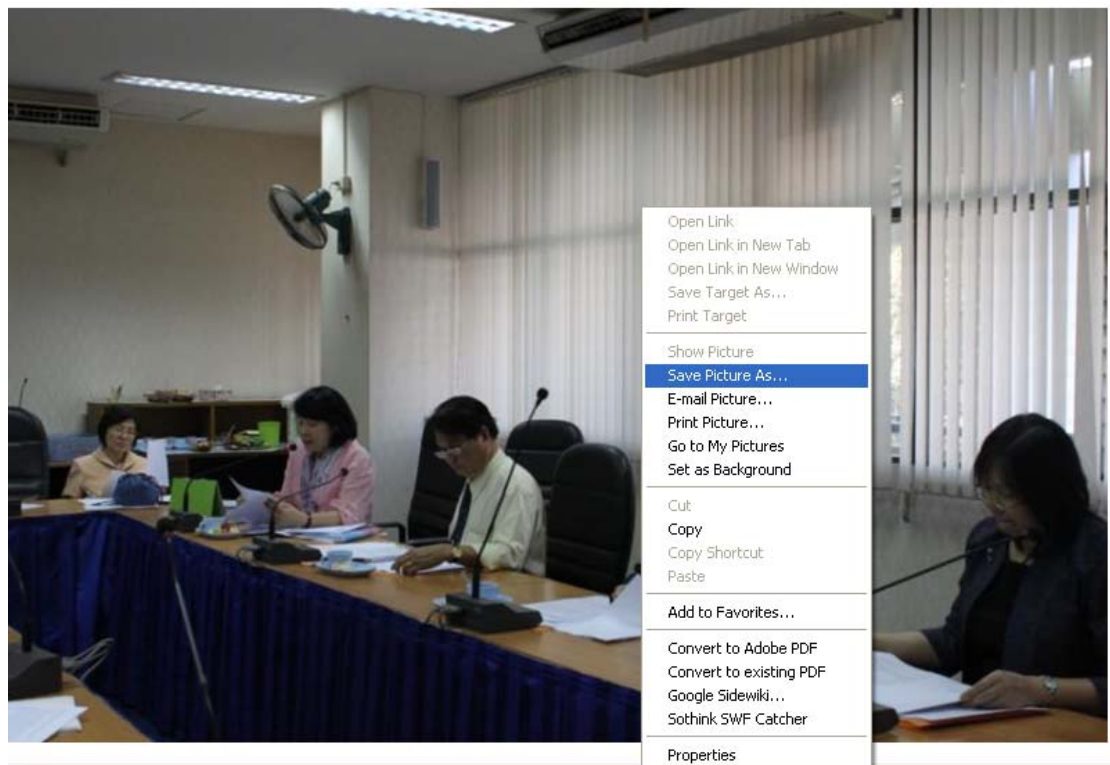 Open Link
Open Link in New Tab
Open Link in New Window
Save Target As...
Print Target
Show Picture
Save Picture As...
E-mail Picture...
Print Picture...
Go to My Pictures
Set as Background
Cut
Copy
Copy Shortcut
Paste
Add to Favorites...
Convert to Adobe PDF
Convert to existing PDF
Google Sidewiki...
Sothink SWF Catcher
Properties